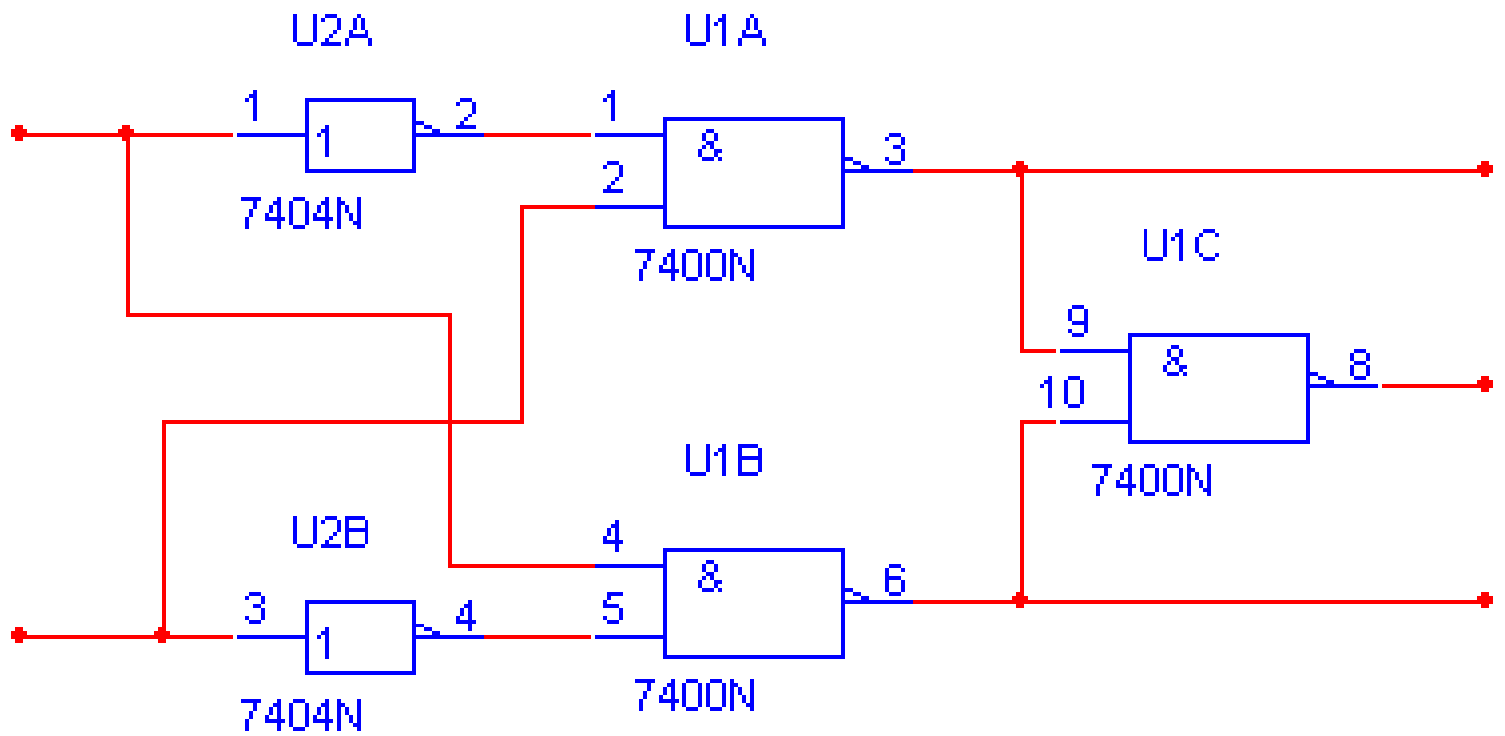 U2A U1A
1 1 2 1 & 3
2
7404N
7400N
U1C
9 & 8
10
U1B
7400N
U2B
4 & 6
3 1 4 5
7404N
7400N